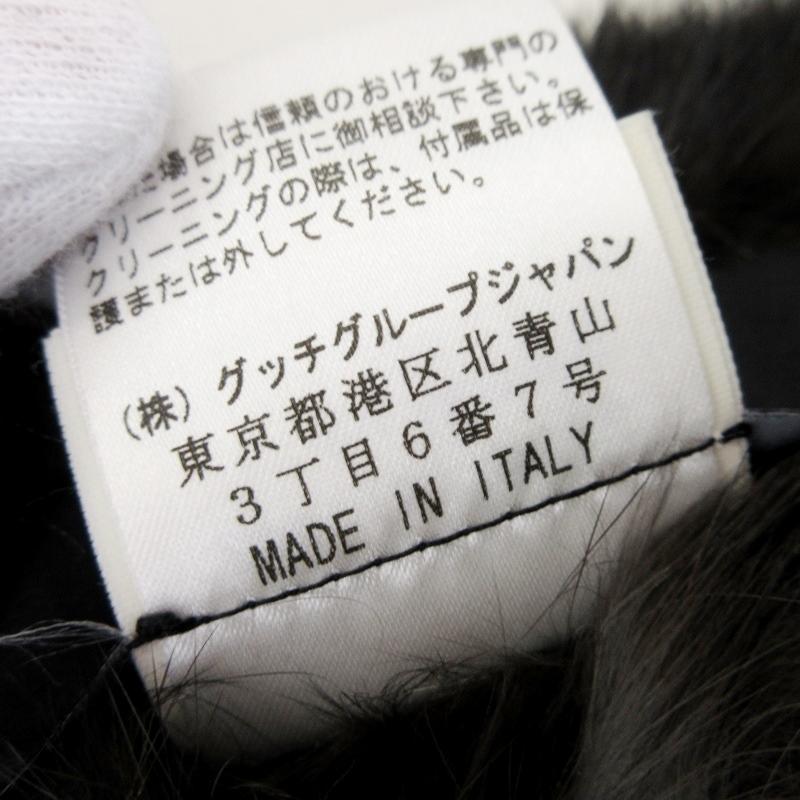 た場合は信頼のおける専門の
クリーニング店に御相談下さい。
クリーニングの際は、付属品は保
護または外してください。
(株) グッチグループジャパン
東京都港区北青山
3丁目6番7号
MADE IN ITALY